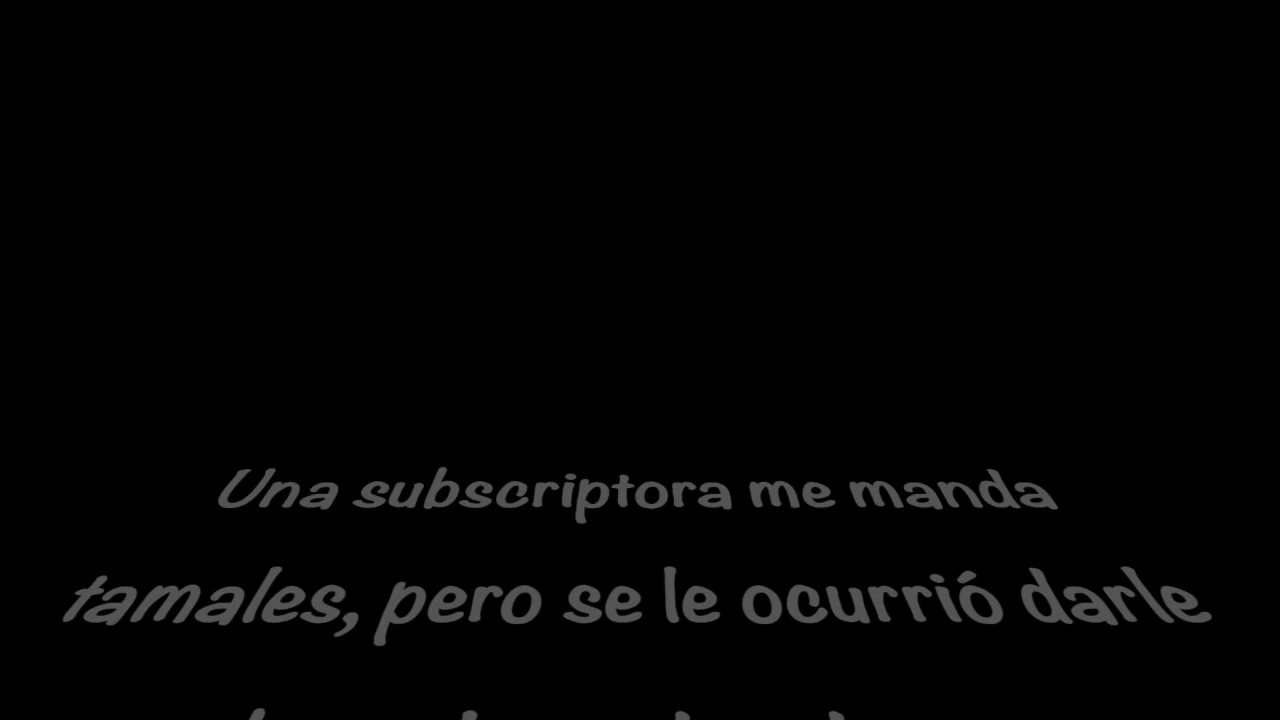 Una subscriptora me manda
tamales, pero se le ocurrió darle